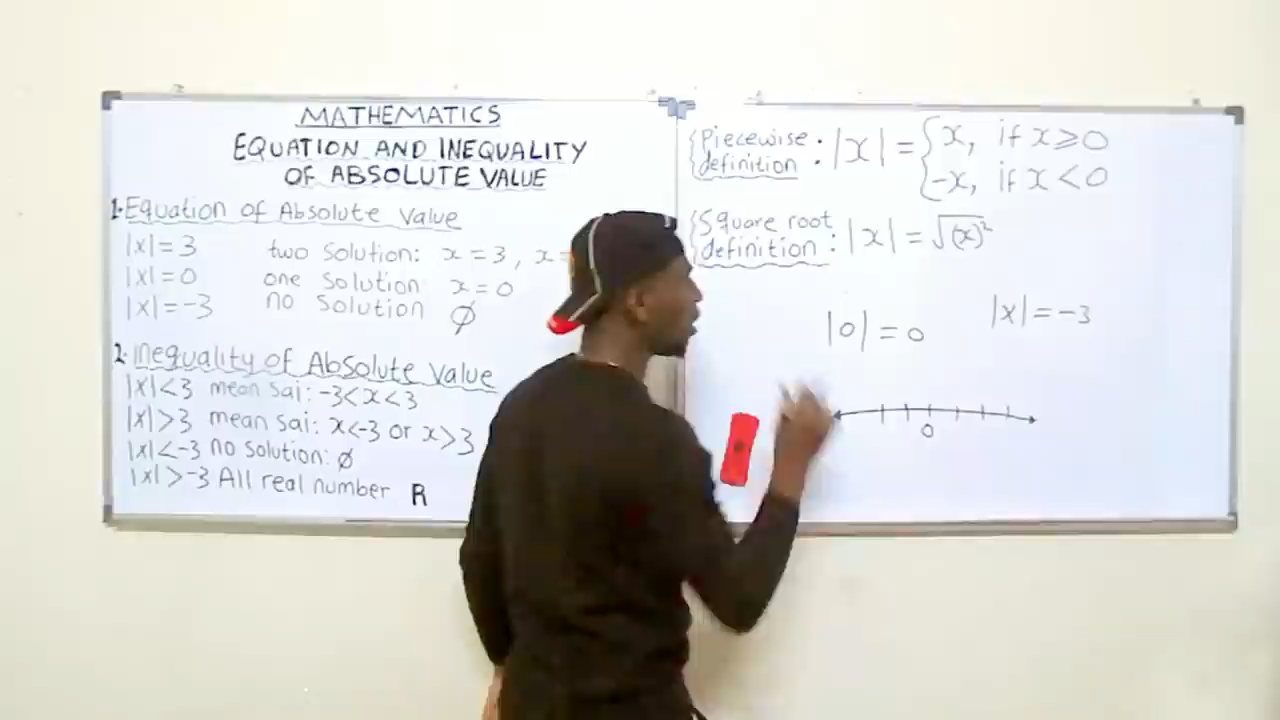 MATHEMATICS
EQUATION AND INEQUALITY
OF ABSOLUTE VALUE
1. Equation of Absolute Value
|x| = 3 two solution: x = 3, x =
|x| = 0 one solution x = 0
|x| = -3 no solution ∅
2. Inequality of Absolute Value
|x| < 3 mean sai: -3 < x < 3
|x| > 3 mean sai: x < -3 or x > 3
|x| < -3 no solution: ∅
|x| > -3 All real number R
Piecewise definition: |x| = { x, if x ≥ 0
-x, if x < 0
Square root definition: |x| = √(x)²
|0| = 0
|x| = -3
0